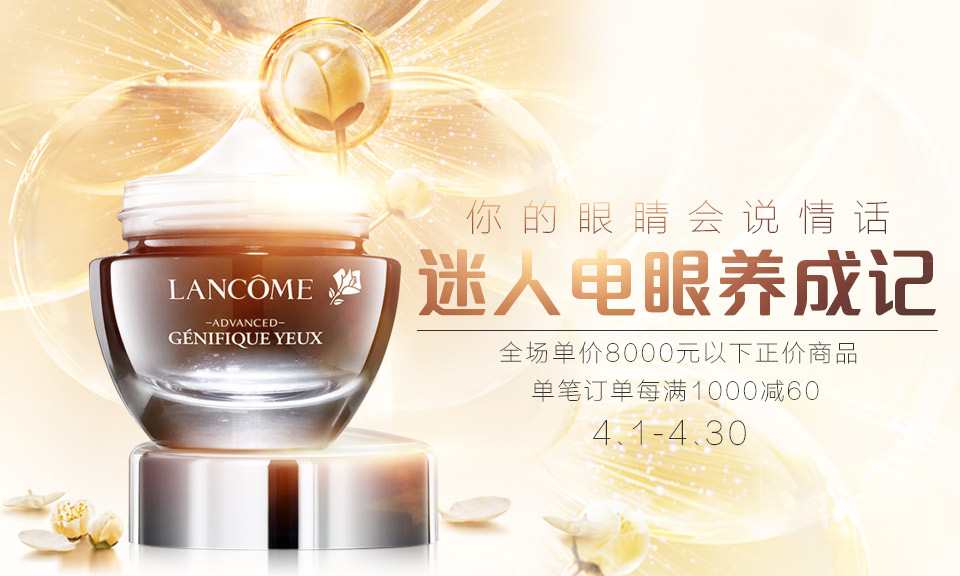 LANCÔME
-ADVANCED-
GÉNIFIQUE YEUX
你的眼睛会说情话
迷人电眼养成记
全场单价8000元以下正价商品
单笔订单每满1000减60
4.1-4.30